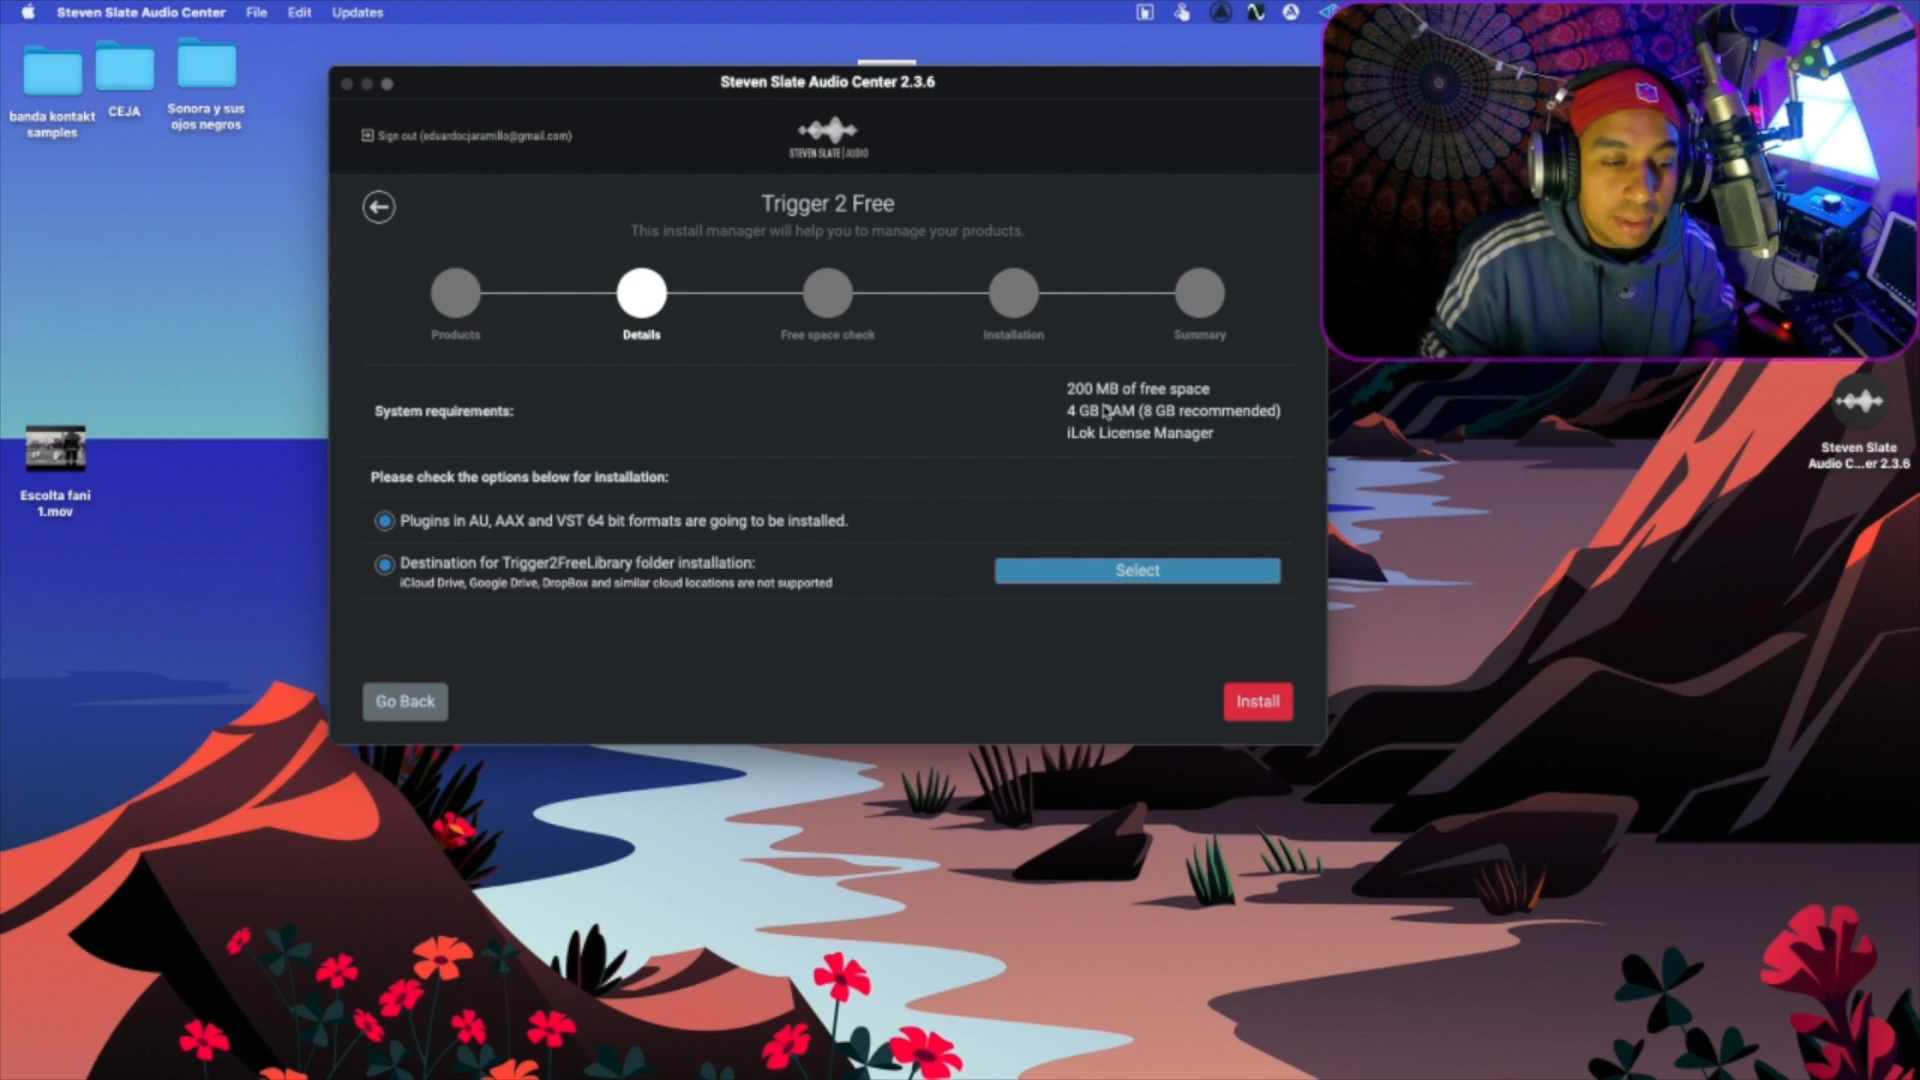 Steven Slate Audio Center File Edit Updates
banda kontakt
samples
CEJA
Sonora y sus
ojos negros
Steven Slate Audio Center 2.3.6
Sign out (eduardocjaramillo@gmail.com)
STEVEN SLATE | AUDIO
Trigger 2 Free
This install manager will help you to manage your products.
Products
Details
Free space check
Installation
Summary
System requirements:
200 MB of free space
4 GB RAM (8 GB recommended)
iLok License Manager
Please check the options below for installation:
Plugins in AU, AAX and VST 64 bit formats are going to be installed.
Destination for Trigger2FreeLibrary folder installation:
iCloud Drive, Google Drive, DropBox and similar cloud locations are not supported
Select
Go Back
Install
Escolta fani
1.mov
Steven Slate
Audio C...er 2.3.6